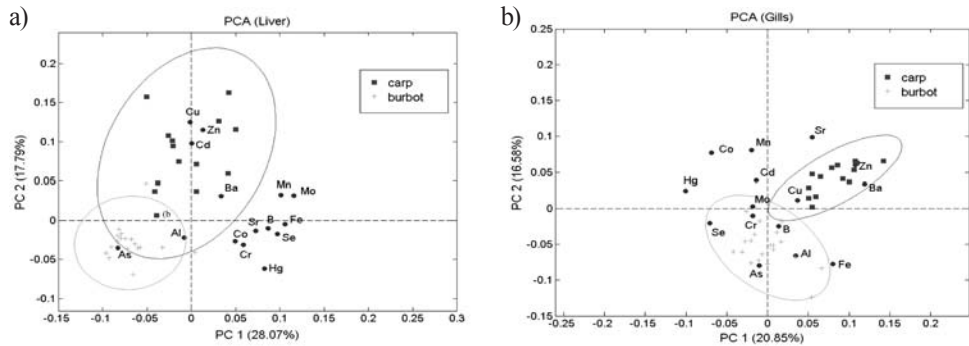 a)
PCA (Liver)
0.2
0.15
0.1
0.05
0
-0.05
-0.1
PC 2 (17.79%)
carp
burbot
Cu
Zn
Cd
Ba
Mn
Mo
Al
As
Sr
B
Fe
Co
Se
Cr
Hg
-0.15
-0.1
-0.05
0
0.05
0.1
0.15
0.2
0.25
0.3
PC 1 (28.07%)
b)
PCA (Gills)
0.25
0.2
0.15
0.1
0.05
0
-0.05
-0.1
0.15
PC 2 (16.58%)
carp
burbot
Sr
Co
Mn
Zn
Hg
Cd
Cu
Ba
Mo
Se
Cr
B
As
Al
Fe
-0.26
-0.2
-0.15
-0.1
-0.05
0
0.05
0.1
0.15
0.2
PC 1 (20.85%)